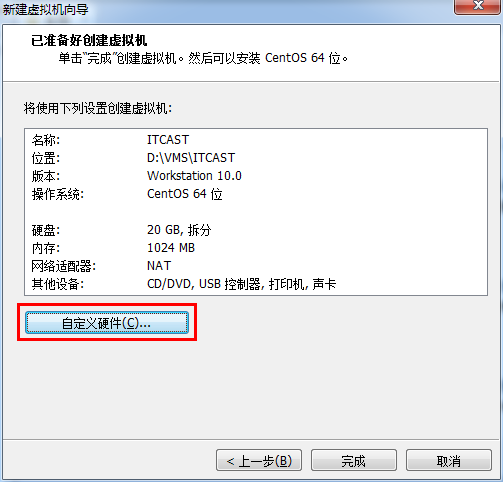 新建虚拟机向导
已准备好创建虚拟机
单击“完成”创建虚拟机。然后可以安装 CentOS 64 位。
将使用下列设置创建虚拟机:
名称: ITCAST
位置: D:\VMS\ITCAST
版本: Workstation 10.0
操作系统: CentOS 64 位
硬盘: 20 GB, 拆分
内存: 1024 MB
网络适配器: NAT
其他设备: CD/DVD, USB 控制器, 打印机, 声卡
自定义硬件(C)...
< 上一步(B) 完成 取消